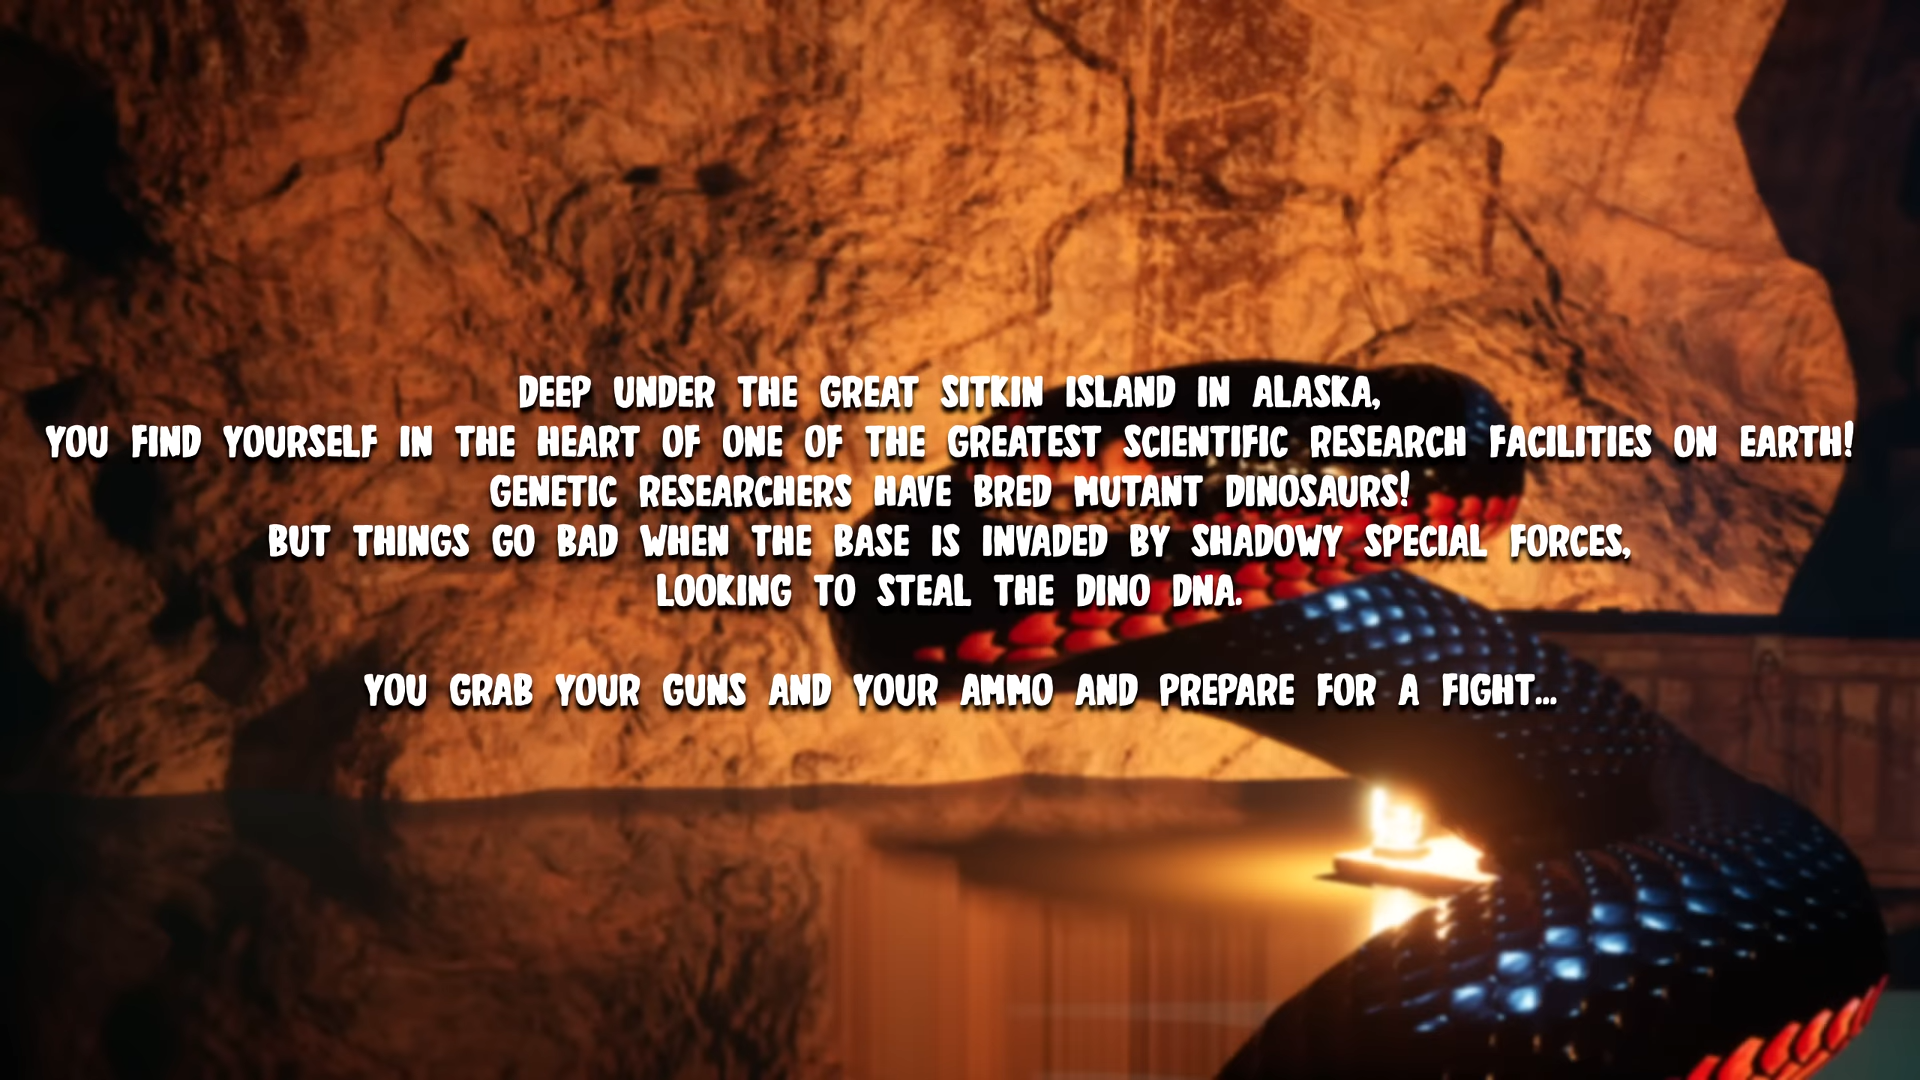 DEEP UNDER THE GREAT SITKIN ISLAND IN ALASKA,
YOU FIND YOURSELF IN THE HEART OF ONE OF THE GREATEST SCIENTIFIC RESEARCH FACILITIES ON EARTH!
GENETIC RESEARCHERS HAVE BRED MUTANT DINOSAURS!
BUT THINGS GO BAD WHEN THE BASE IS INVADED BY SHADOWY SPECIAL FORCES,
LOOKING TO STEAL THE DINO DNA.
YOU GRAB YOUR GUNS AND YOUR AMMO AND PREPARE FOR A FIGHT...